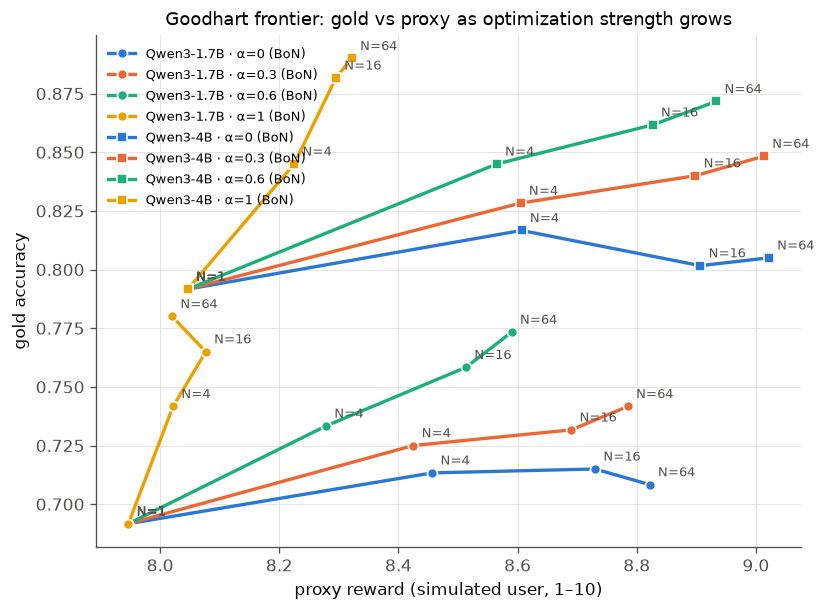 Goodhart frontier: gold vs proxy as optimization strength grows
Qwen3-1.7B · α=0 (BoN)
Qwen3-1.7B · α=0.3 (BoN)
Qwen3-1.7B · α=0.6 (BoN)
Qwen3-1.7B · α=1 (BoN)
Qwen3-4B · α=0 (BoN)
Qwen3-4B · α=0.3 (BoN)
Qwen3-4B · α=0.6 (BoN)
Qwen3-4B · α=1 (BoN)
N=64
N=16
N=4
N=1
N=4
N=16
N=64
N=4
N=16
N=64
N=4
N=16
N=64
N=64
N=16
N=4
N=1
N=4
N=16
N=64
N=4
N=16
N=64
N=4
N=16
N=64
0.875
0.850
0.825
0.800
0.775
0.750
0.725
0.700
gold accuracy
8.0 8.2 8.4 8.6 8.8 9.0
proxy reward (simulated user, 1–10)